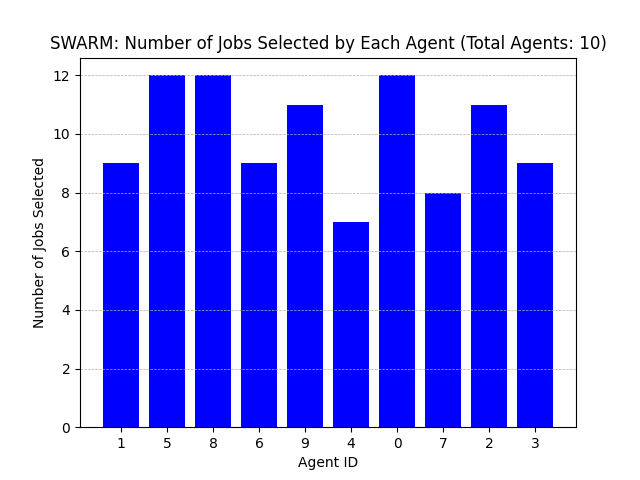 SWARM: Number of Jobs Selected by Each Agent (Total Agents: 10)
12
10
8
6
4
2
0
Number of Jobs Selected
1 5 8 6 9 4 0 7 2 3
Agent ID